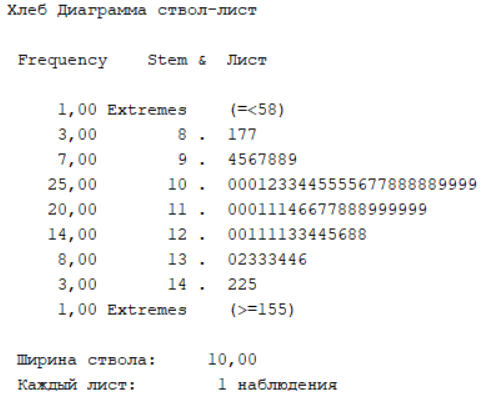 Хлеб Диаграмма ствол-лист
Frequency Stem & Лист
1,00 Extremes (=<58)
3,00 8 . 177
7,00 9 . 4567889
25,00 10 . 0001233445555677888889999
20,00 11 . 00011146677888999999
14,00 12 . 00111133445688
8,00 13 . 02333446
3,00 14 . 225
1,00 Extremes (>=155)
Ширина ствола: 10,00
Каждый лист: 1 наблюдения